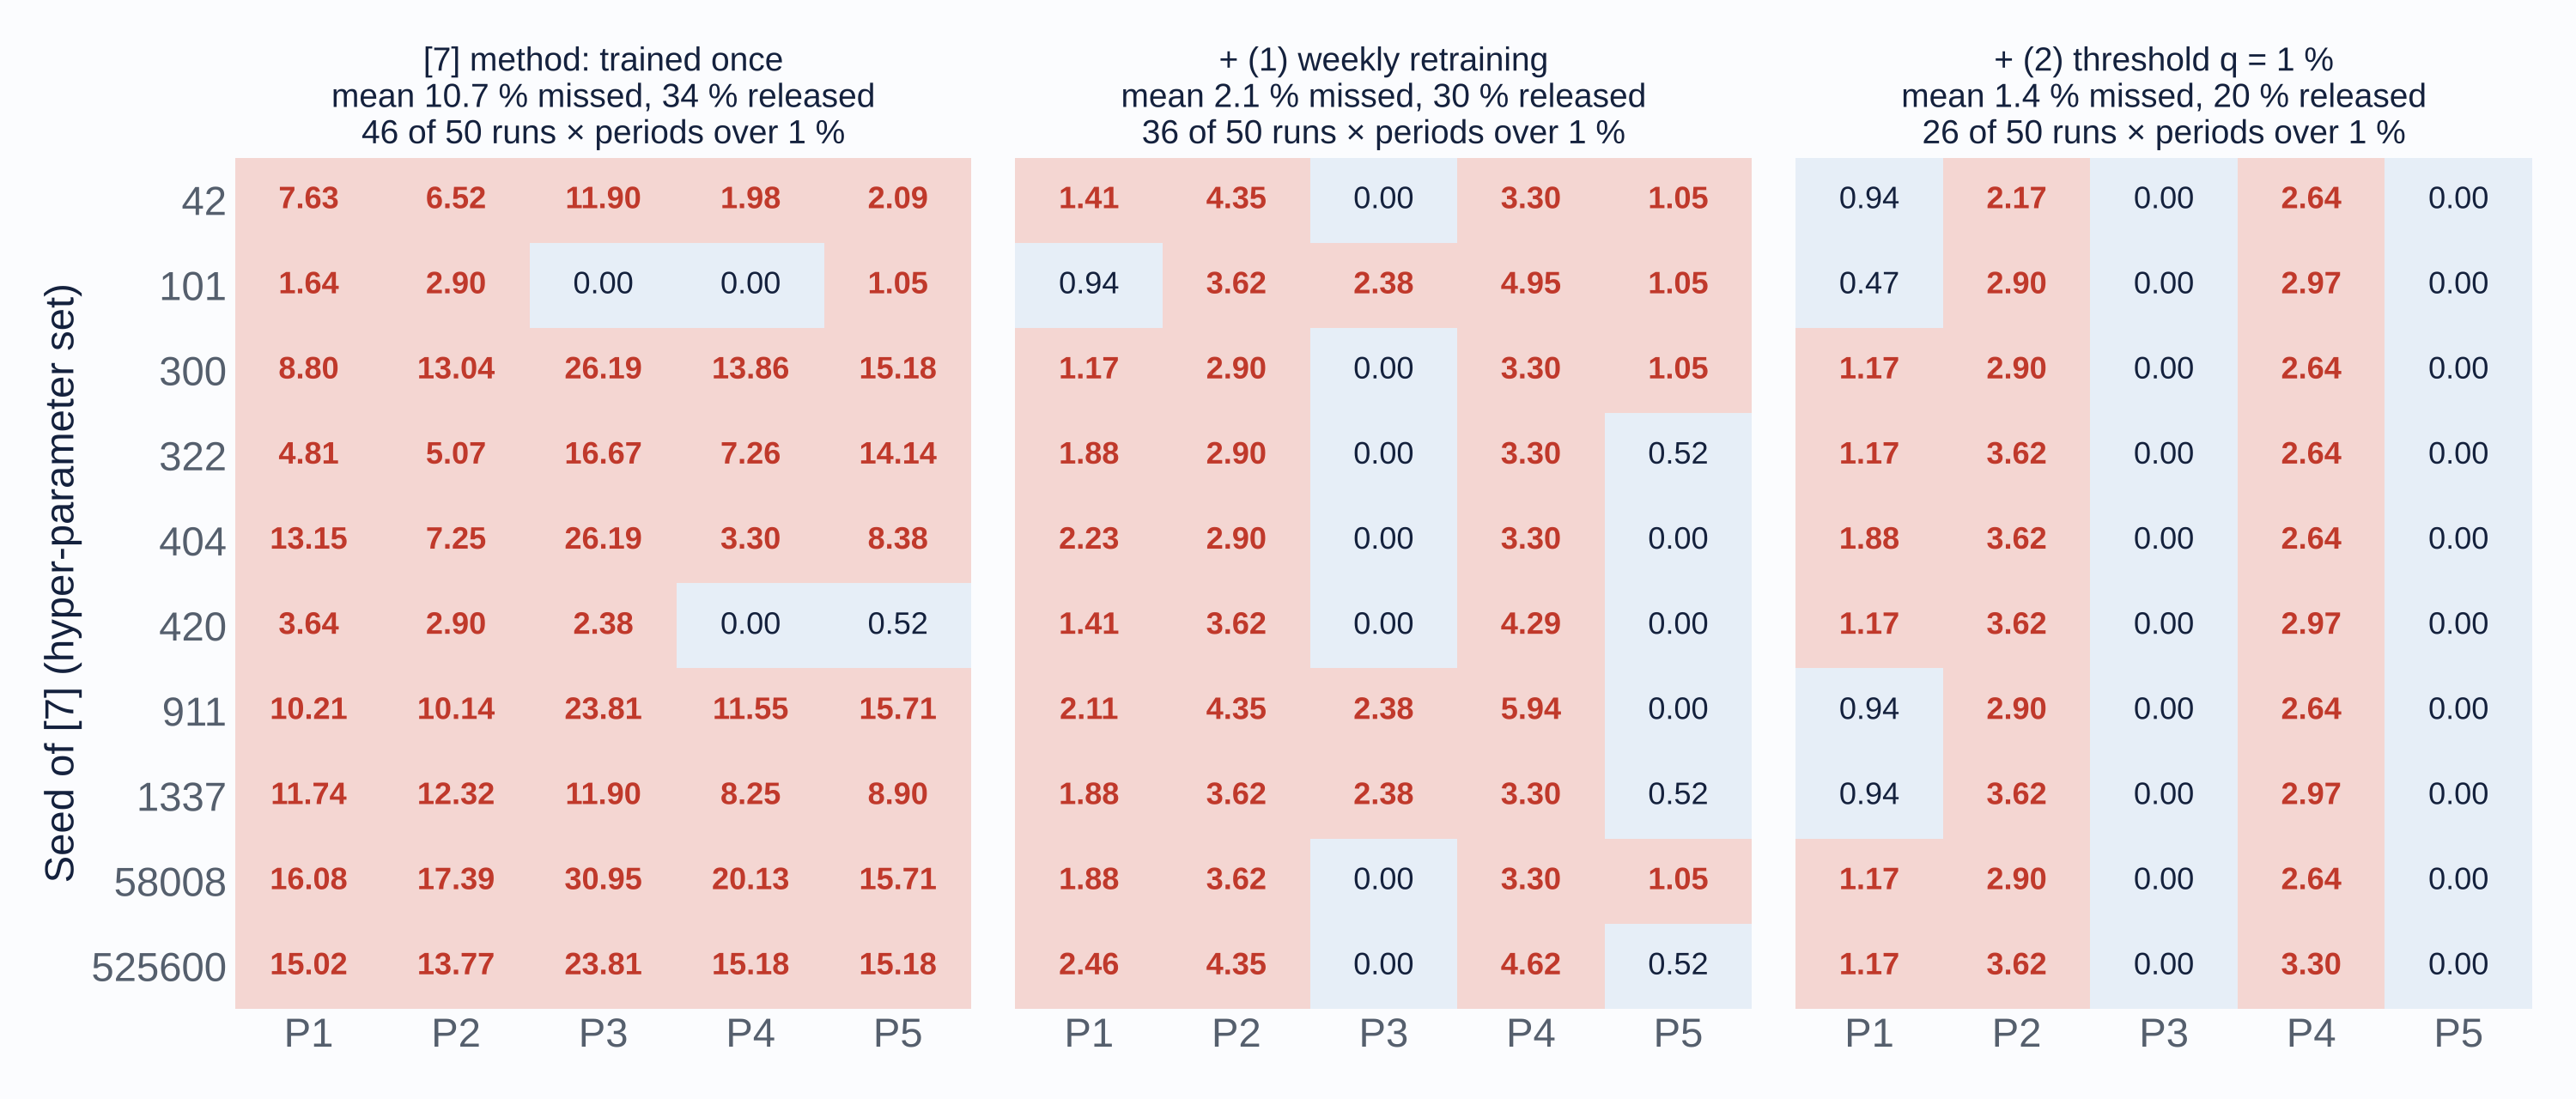 [7] method: trained once
mean 10.7 % missed, 34 % released
46 of 50 runs × periods over 1 %
+ (1) weekly retraining
mean 2.1 % missed, 30 % released
36 of 50 runs × periods over 1 %
+ (2) threshold q = 1 %
mean 1.4 % missed, 20 % released
26 of 50 runs × periods over 1 %
Seed of [7] (hyper-parameter set)
42 7.63 6.52 11.90 1.98 2.09 1.41 4.35 0.00 3.30 1.05 0.94 2.17 0.00 2.64 0.00
101 1.64 2.90 0.00 0.00 1.05 0.94 3.62 2.38 4.95 1.05 0.47 2.90 0.00 2.97 0.00
300 8.80 13.04 26.19 13.86 15.18 1.17 2.90 0.00 3.30 1.05 1.17 2.90 0.00 2.64 0.00
322 4.81 5.07 16.67 7.26 14.14 1.88 2.90 0.00 3.30 0.52 1.17 3.62 0.00 2.64 0.00
404 13.15 7.25 26.19 3.30 8.38 2.23 2.90 0.00 3.30 0.00 1.88 3.62 0.00 2.64 0.00
420 3.64 2.90 2.38 0.00 0.52 1.41 3.62 0.00 4.29 0.00 1.17 3.62 0.00 2.97 0.00
911 10.21 10.14 23.81 11.55 15.71 2.11 4.35 2.38 5.94 0.00 0.94 2.90 0.00 2.64 0.00
1337 11.74 12.32 11.90 8.25 8.90 1.88 3.62 2.38 3.30 0.52 0.94 3.62 0.00 2.97 0.00
58008 16.08 17.39 30.95 20.13 15.71 1.88 3.62 0.00 3.30 1.05 1.17 2.90 0.00 2.64 0.00
525600 15.02 13.77 23.81 15.18 15.18 2.46 4.35 0.00 4.62 0.52 1.17 3.62 0.00 3.30 0.00
P1 P2 P3 P4 P5 P1 P2 P3 P4 P5 P1 P2 P3 P4 P5